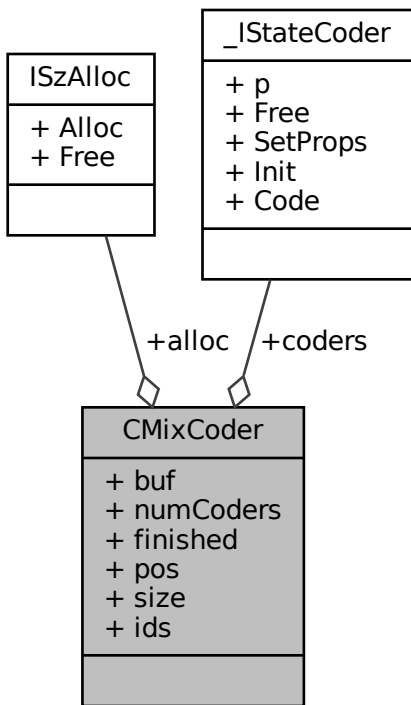 ISzAlloc
+ Alloc
+ Free
_IStateCoder
+ p
+ Free
+ SetProps
+ Init
+ Code
+alloc
+coders
CMixCoder
+ buf
+ numCoders
+ finished
+ pos
+ size
+ ids